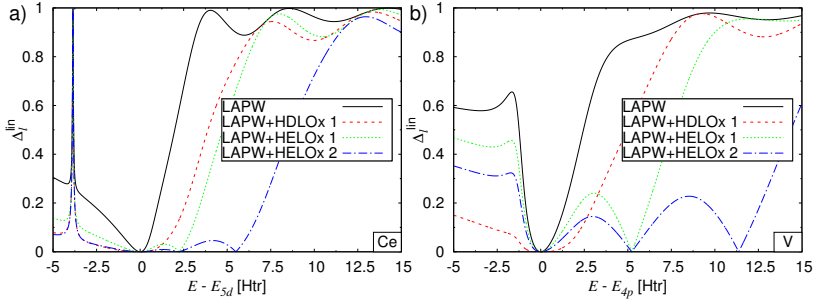 a)
Δ_l^lin
1
0.8
0.6
0.4
0.2
0
LAPW
LAPW+HDLOx 1
LAPW+HELOx 1
LAPW+HELOx 2
Ce
-5 -2.5 0 2.5 5 7.5 10 12.5 15
E - E_5d [Htr]
b)
Δ_l^lin
1
0.8
0.6
0.4
0.2
0
LAPW
LAPW+HDLOx 1
LAPW+HELOx 1
LAPW+HELOx 2
V
-5 -2.5 0 2.5 5 7.5 10 12.5 15
E - E_4p [Htr]